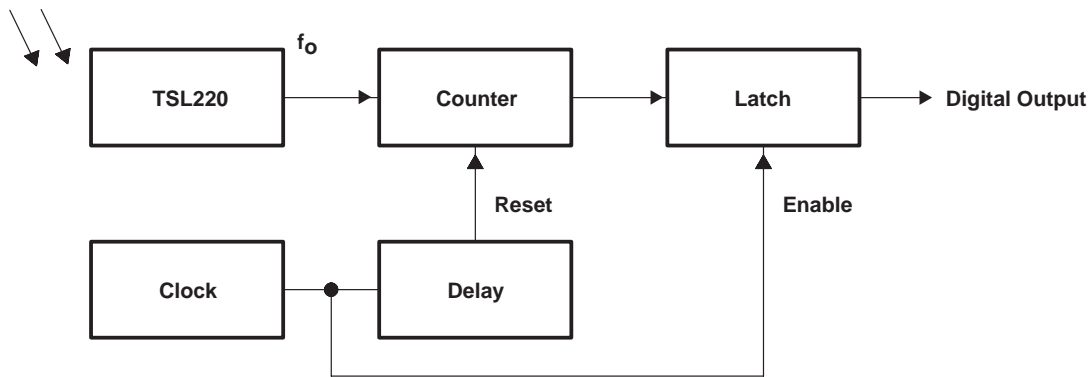 fO
TSL220
Counter
Latch
Digital Output
Reset
Enable
Clock
Delay